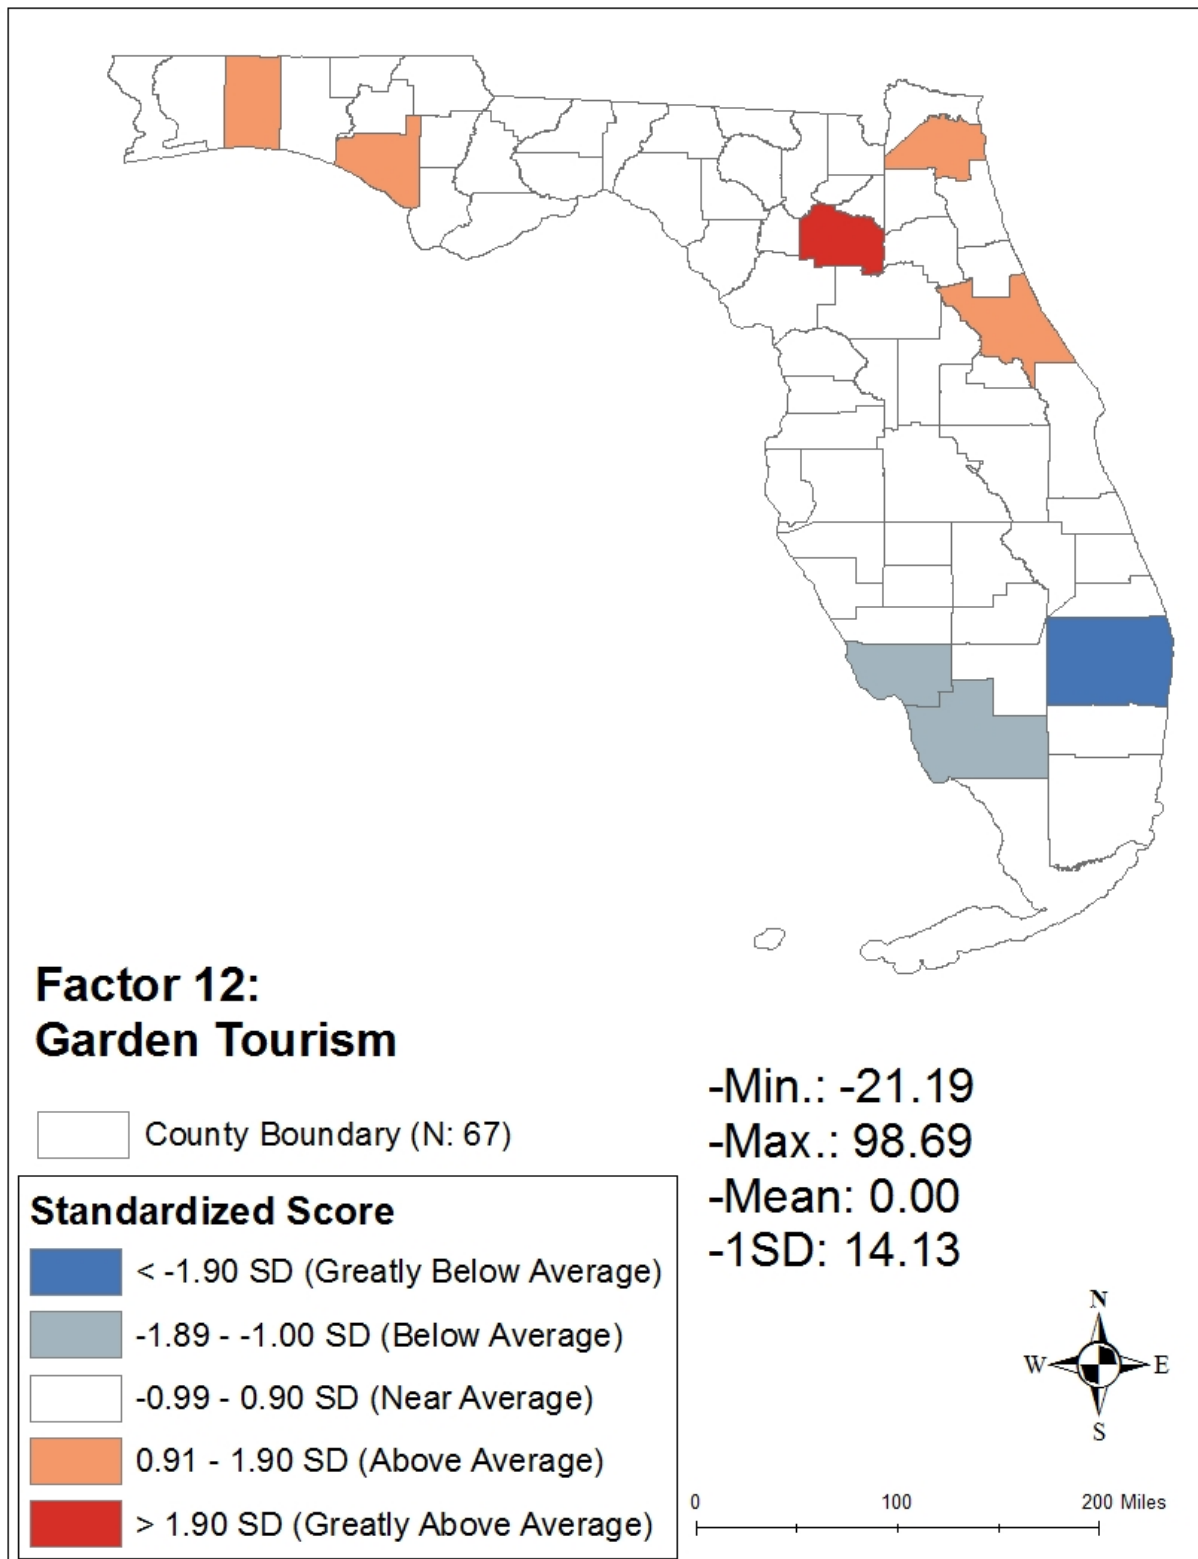 Factor 12:
Garden Tourism
County Boundary (N: 67)
Standardized Score
< -1.90 SD (Greatly Below Average)
-1.89 - -1.00 SD (Below Average)
-0.99 - 0.90 SD (Near Average)
0.91 - 1.90 SD (Above Average)
> 1.90 SD (Greatly Above Average)
-Min.: -21.19
-Max.: 98.69
-Mean: 0.00
-1SD: 14.13
N
W E
S
0 100 200 Miles